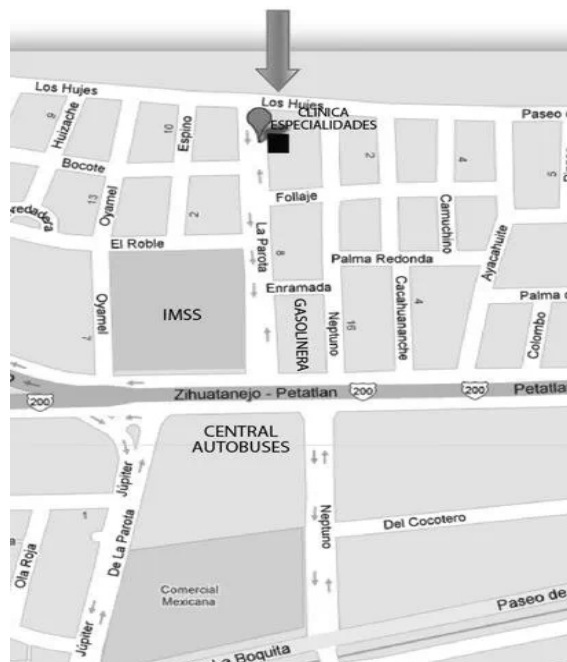 Los Hujes
Los Hujes
Paseo de
CLINICA
ESPECIALIDADES
9
Huizache
10
Espino
2
4
5
Bocote
Follaje
13
Oyamel
2
La Parota
8
Camuchino
Ayacahuite
El Roble
Palma Redonda
Oyamel
7
IMSS
Enramada
GASOLINERA
Neptuno
16
Cacahuananche
4
Palma d
Colombo
200
Zihuatanejo - Petatlan
200
200
Petatla
CENTRAL
AUTOBUSES
Júpiter
De La Parota
Neptuno
Del Cocotero
Ola Roja
Comercial
Mexicana
Júpiter
Paseo de
La Boquita